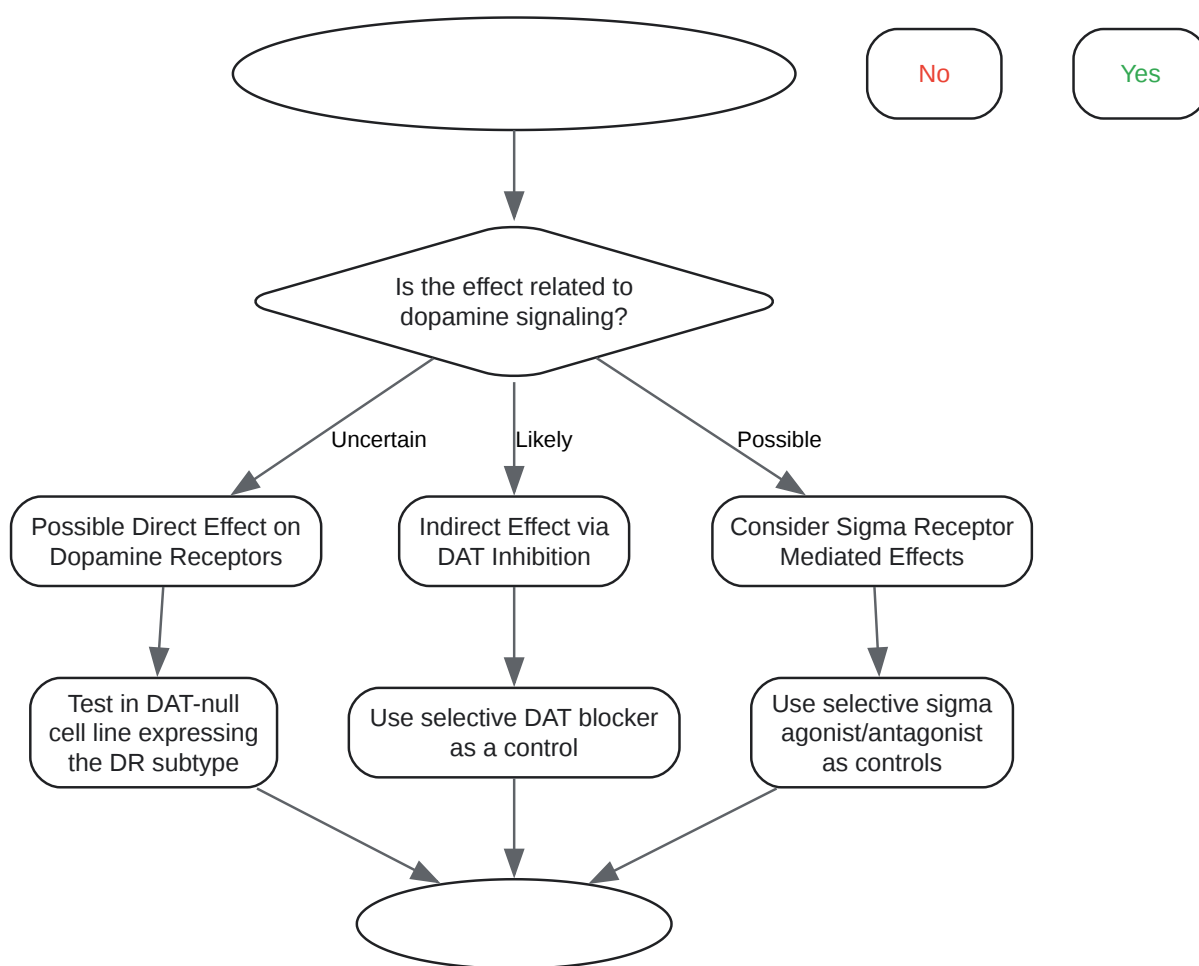 No
Yes
Is the effect related to
dopamine signaling?
Uncertain
Likely
Possible
Possible Direct Effect on
Dopamine Receptors
Indirect Effect via
DAT Inhibition
Consider Sigma Receptor
Mediated Effects
Test in DAT-null
cell line expressing
the DR subtype
Use selective DAT blocker
as a control
Use selective sigma
agonist/antagonist
as controls